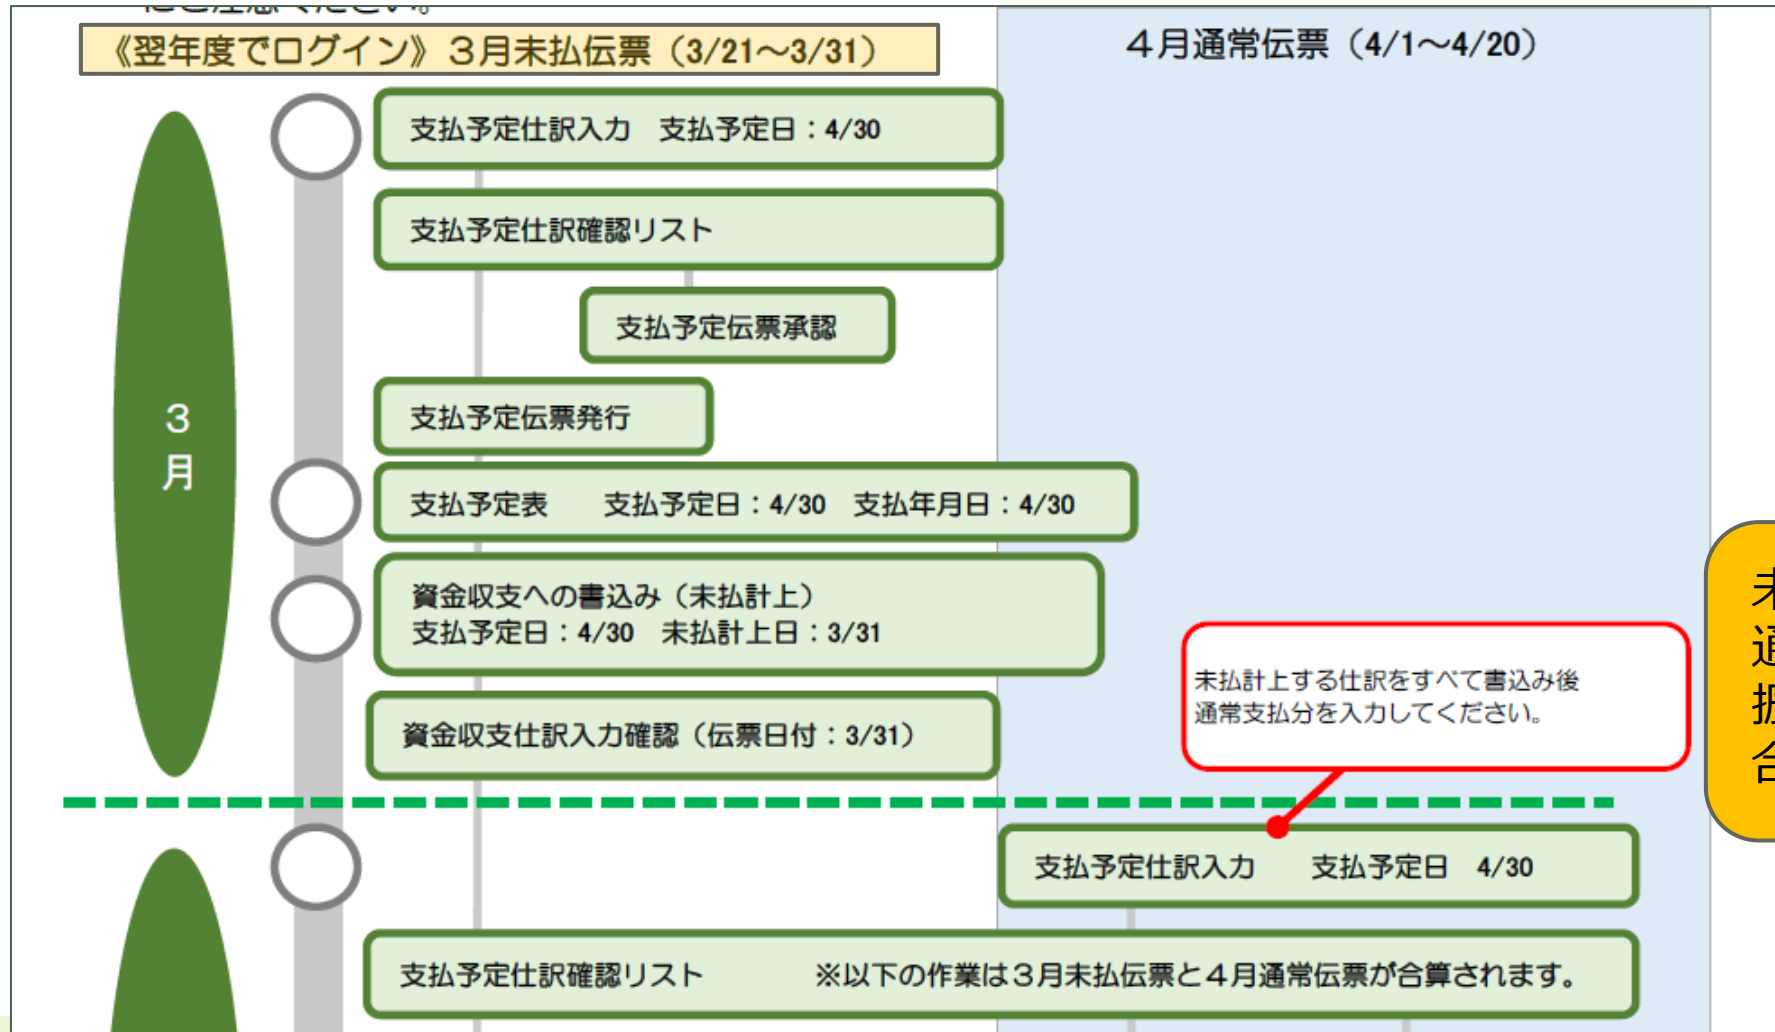 にご注意ください。
《翌年度でログイン》３月未払伝票（3/21～3/31）
４月通常伝票（4/1～4/20）
３月
支払予定仕訳入力　支払予定日：4/30
支払予定仕訳確認リスト
支払予定伝票承認
支払予定伝票発行
支払予定表　　支払予定日：4/30　支払年月日：4/30
資金収支への書込み（未払計上）
支払予定日：4/30　未払計上日：3/31
資金収支仕訳入力確認（伝票日付：3/31）
未払計上する仕訳をすべて書込み後
通常支払分を入力してください。
支払予定仕訳入力　　支払予定日　4/30
支払予定仕訳確認リスト　　　　※以下の作業は３月未払伝票と４月通常伝票が合算されます。